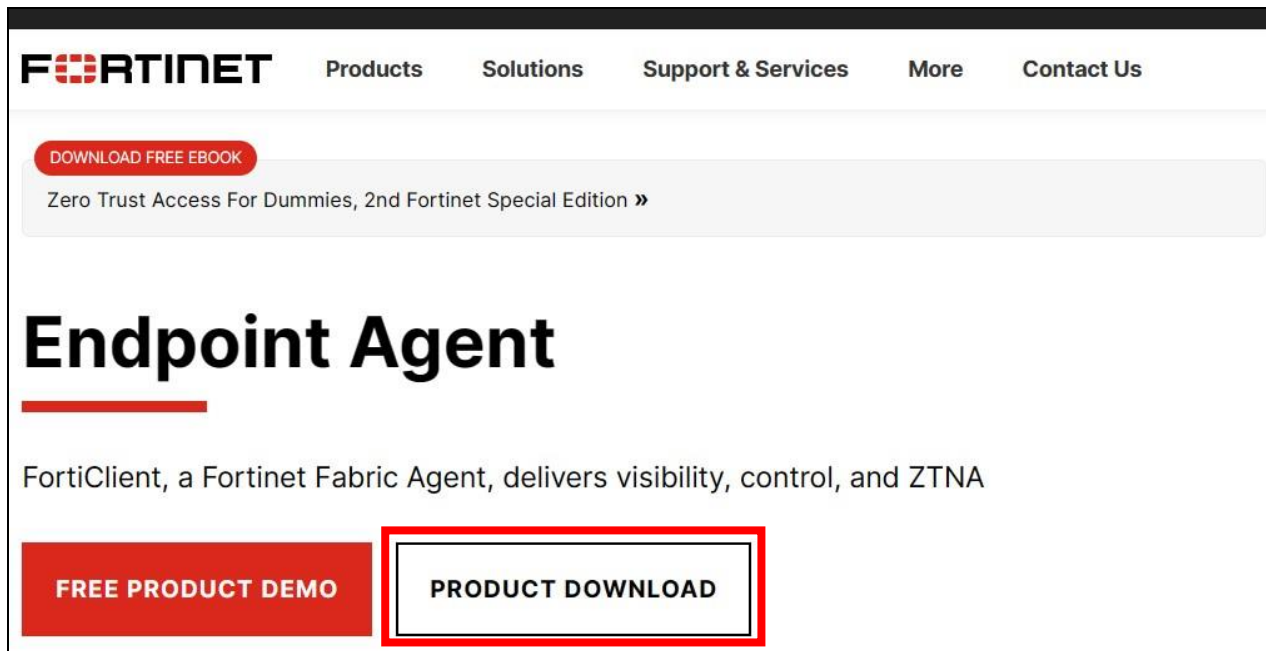 FORTINET Products Solutions Support & Services More Contact Us
DOWNLOAD FREE EBOOK
Zero Trust Access For Dummies, 2nd Fortinet Special Edition »
Endpoint Agent
FortiClient, a Fortinet Fabric Agent, delivers visibility, control, and ZTNA
FREE PRODUCT DEMO PRODUCT DOWNLOAD